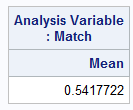 Analysis Variable
: Match
Mean
0.5417722